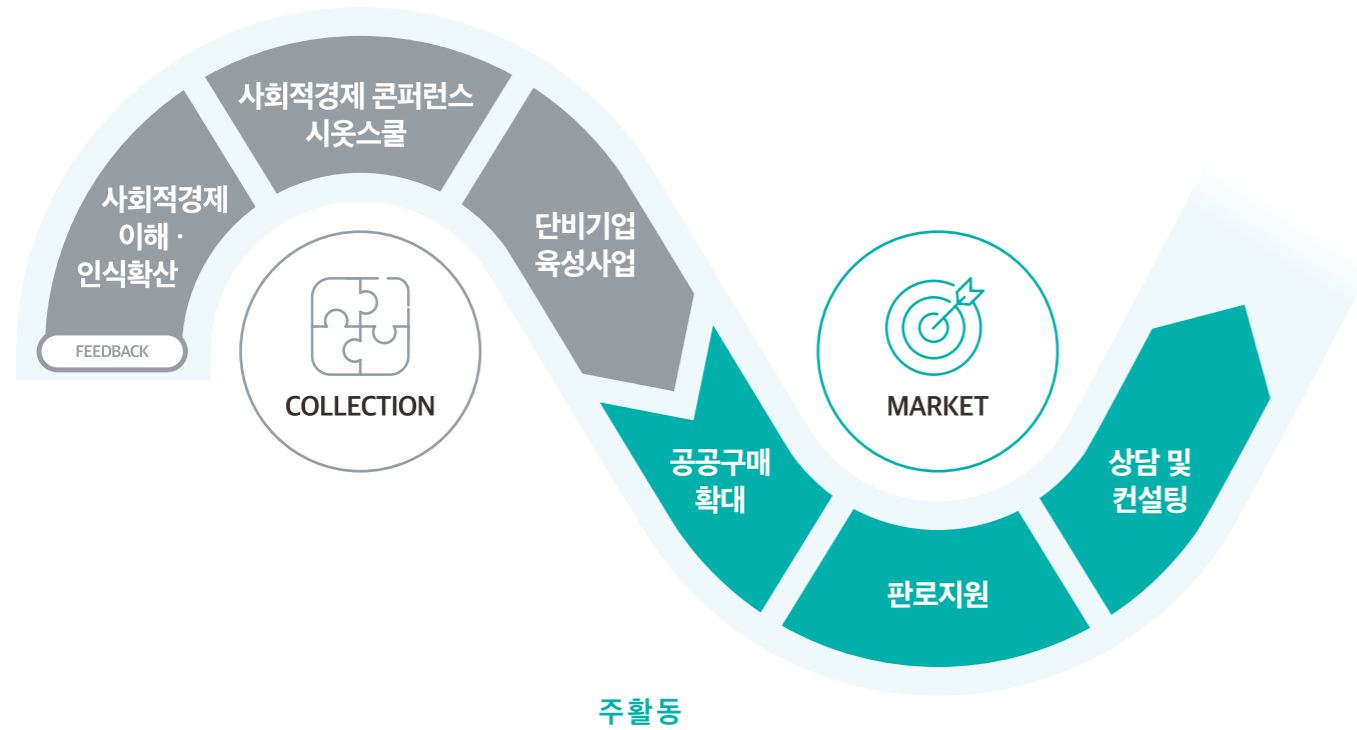 사회적경제
이해 ·
인식확산
FEEDBACK
사회적경제 콘퍼런스
시옷스쿨
단비기업
육성사업
COLLECTION
공공구매
확대
판로지원
상담 및
컨설팅
MARKET
주활동